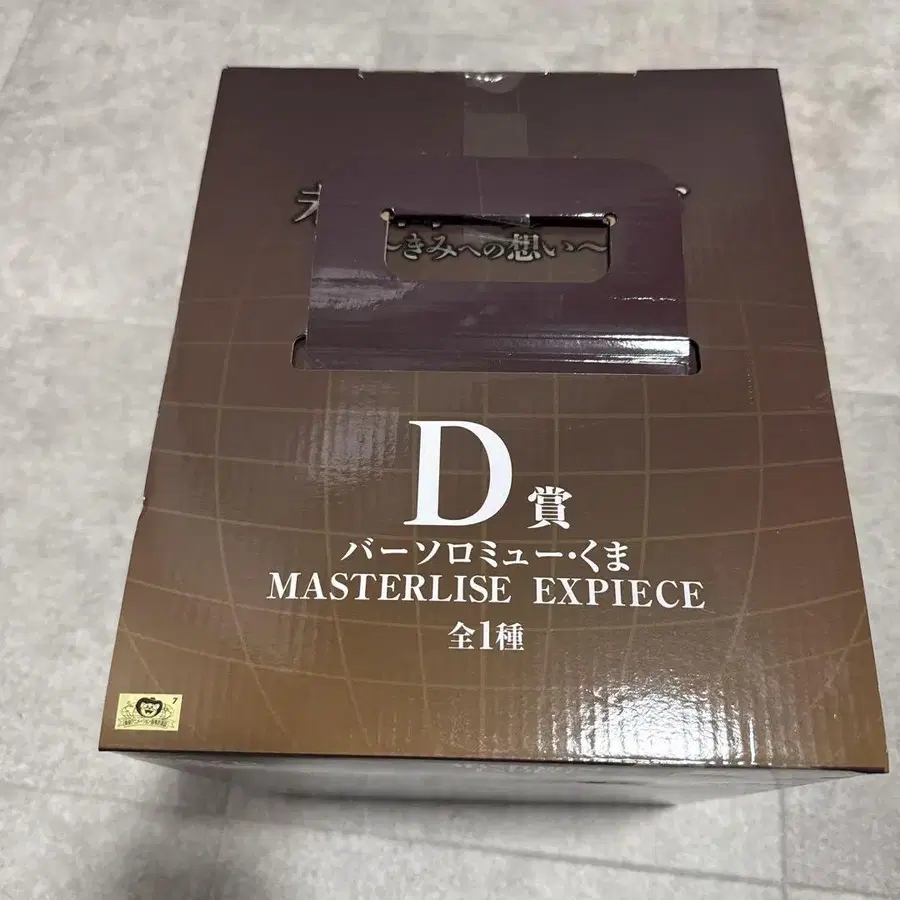 〜きみへの想い〜
D賞
バーソロミュー・くま
MASTERLISE EXPIECE
全1種
7